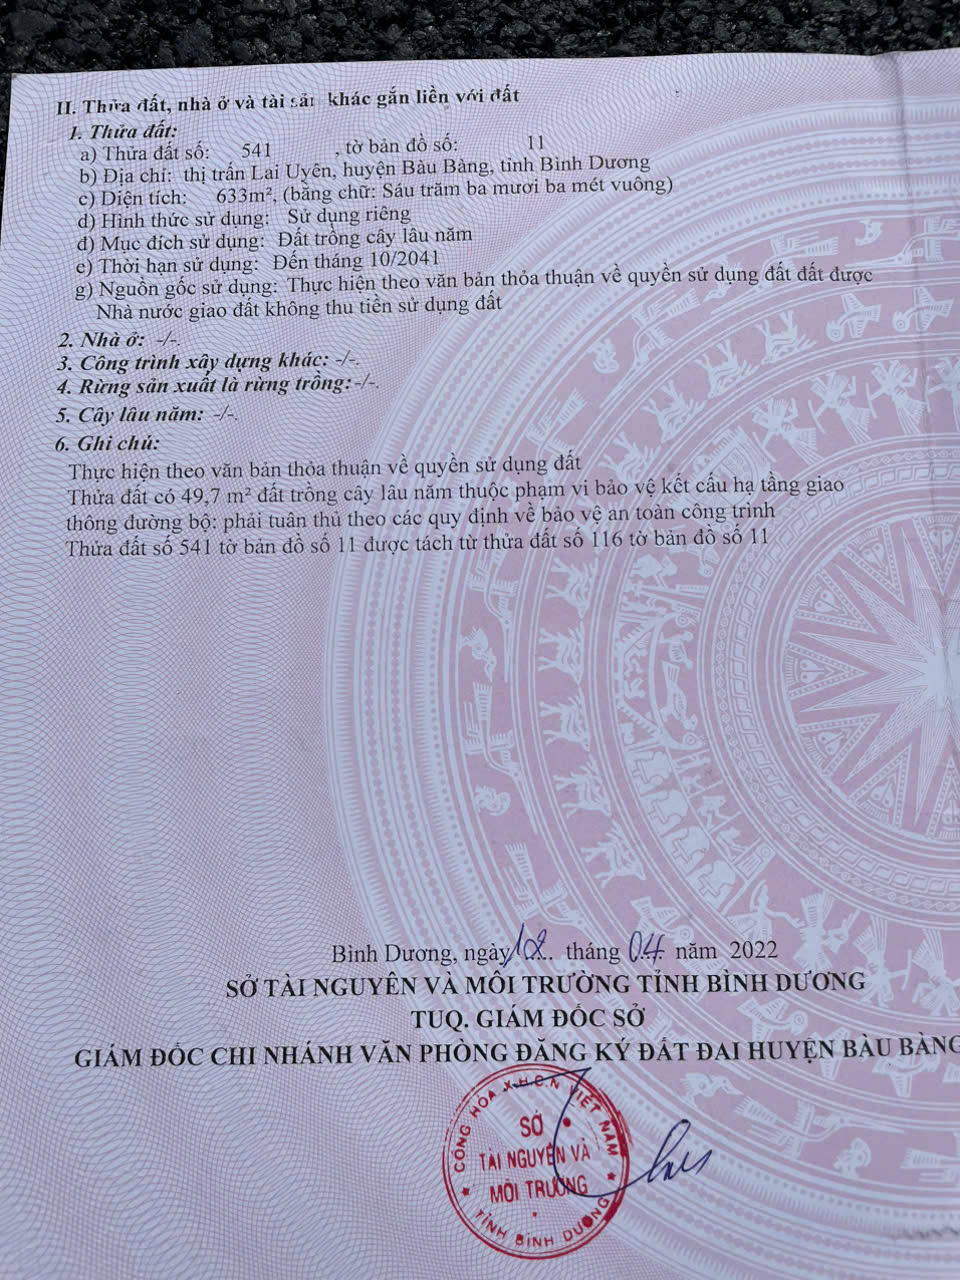 II. Thửa đất, nhà ở và tài sản khác gắn liền với đất
1. Thửa đất:
a) Thửa đất số: 541 , tờ bản đồ số: 11
b) Địa chỉ: thị trấn Lai Uyên, huyện Bàu Bàng, tỉnh Bình Dương
c) Diện tích: 633m², (bằng chữ: Sáu trăm ba mươi ba mét vuông)
d) Hình thức sử dụng: Sử dụng riêng
đ) Mục đích sử dụng: Đất trồng cây lâu năm
e) Thời hạn sử dụng: Đến tháng 10/2041
g) Nguồn gốc sử dụng: Thực hiện theo văn bản thỏa thuận về quyền sử dụng đất đất được
Nhà nước giao đất không thu tiền sử dụng đất
2. Nhà ở: -/-.
3. Công trình xây dựng khác: -/-.
4. Rừng sản xuất là rừng trồng: -/-.
5. Cây lâu năm: -/-.
6. Ghi chú:
Thực hiện theo văn bản thỏa thuận về quyền sử dụng đất
Thửa đất có 49,7 m² đất trồng cây lâu năm thuộc phạm vi bảo vệ kết cấu hạ tầng giao
thông đường bộ: phải tuân thủ theo các quy định về bảo vệ an toàn công trình
Thửa đất số 541 tờ bản đồ số 11 được tách từ thửa đất số 116 tờ bản đồ số 11
Bình Dương, ngày 12 tháng 04 năm 2022
SỞ TÀI NGUYÊN VÀ MÔI TRƯỜNG TỈNH BÌNH DƯƠNG
TUQ. GIÁM ĐỐC SỞ
GIÁM ĐỐC CHI NHÁNH VĂN PHÒNG ĐĂNG KÝ ĐẤT ĐAI HUYỆN BÀU BÀNG
CỘNG HÒA X.H.C.N VIỆT NAM
SỞ
TÀI NGUYÊN VÀ
MÔI TRƯỜNG
TỈNH BÌNH DƯƠNG